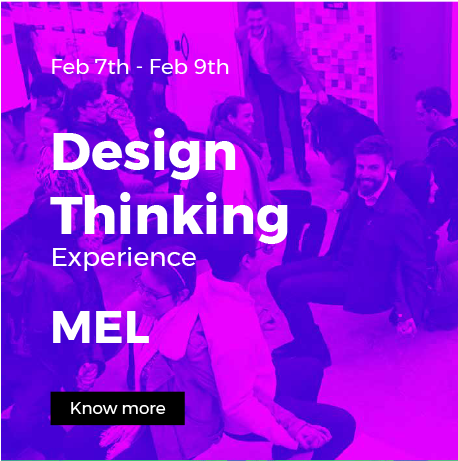 Feb 7th - Feb 9th
Design
Thinking
Experience
MEL
Know more